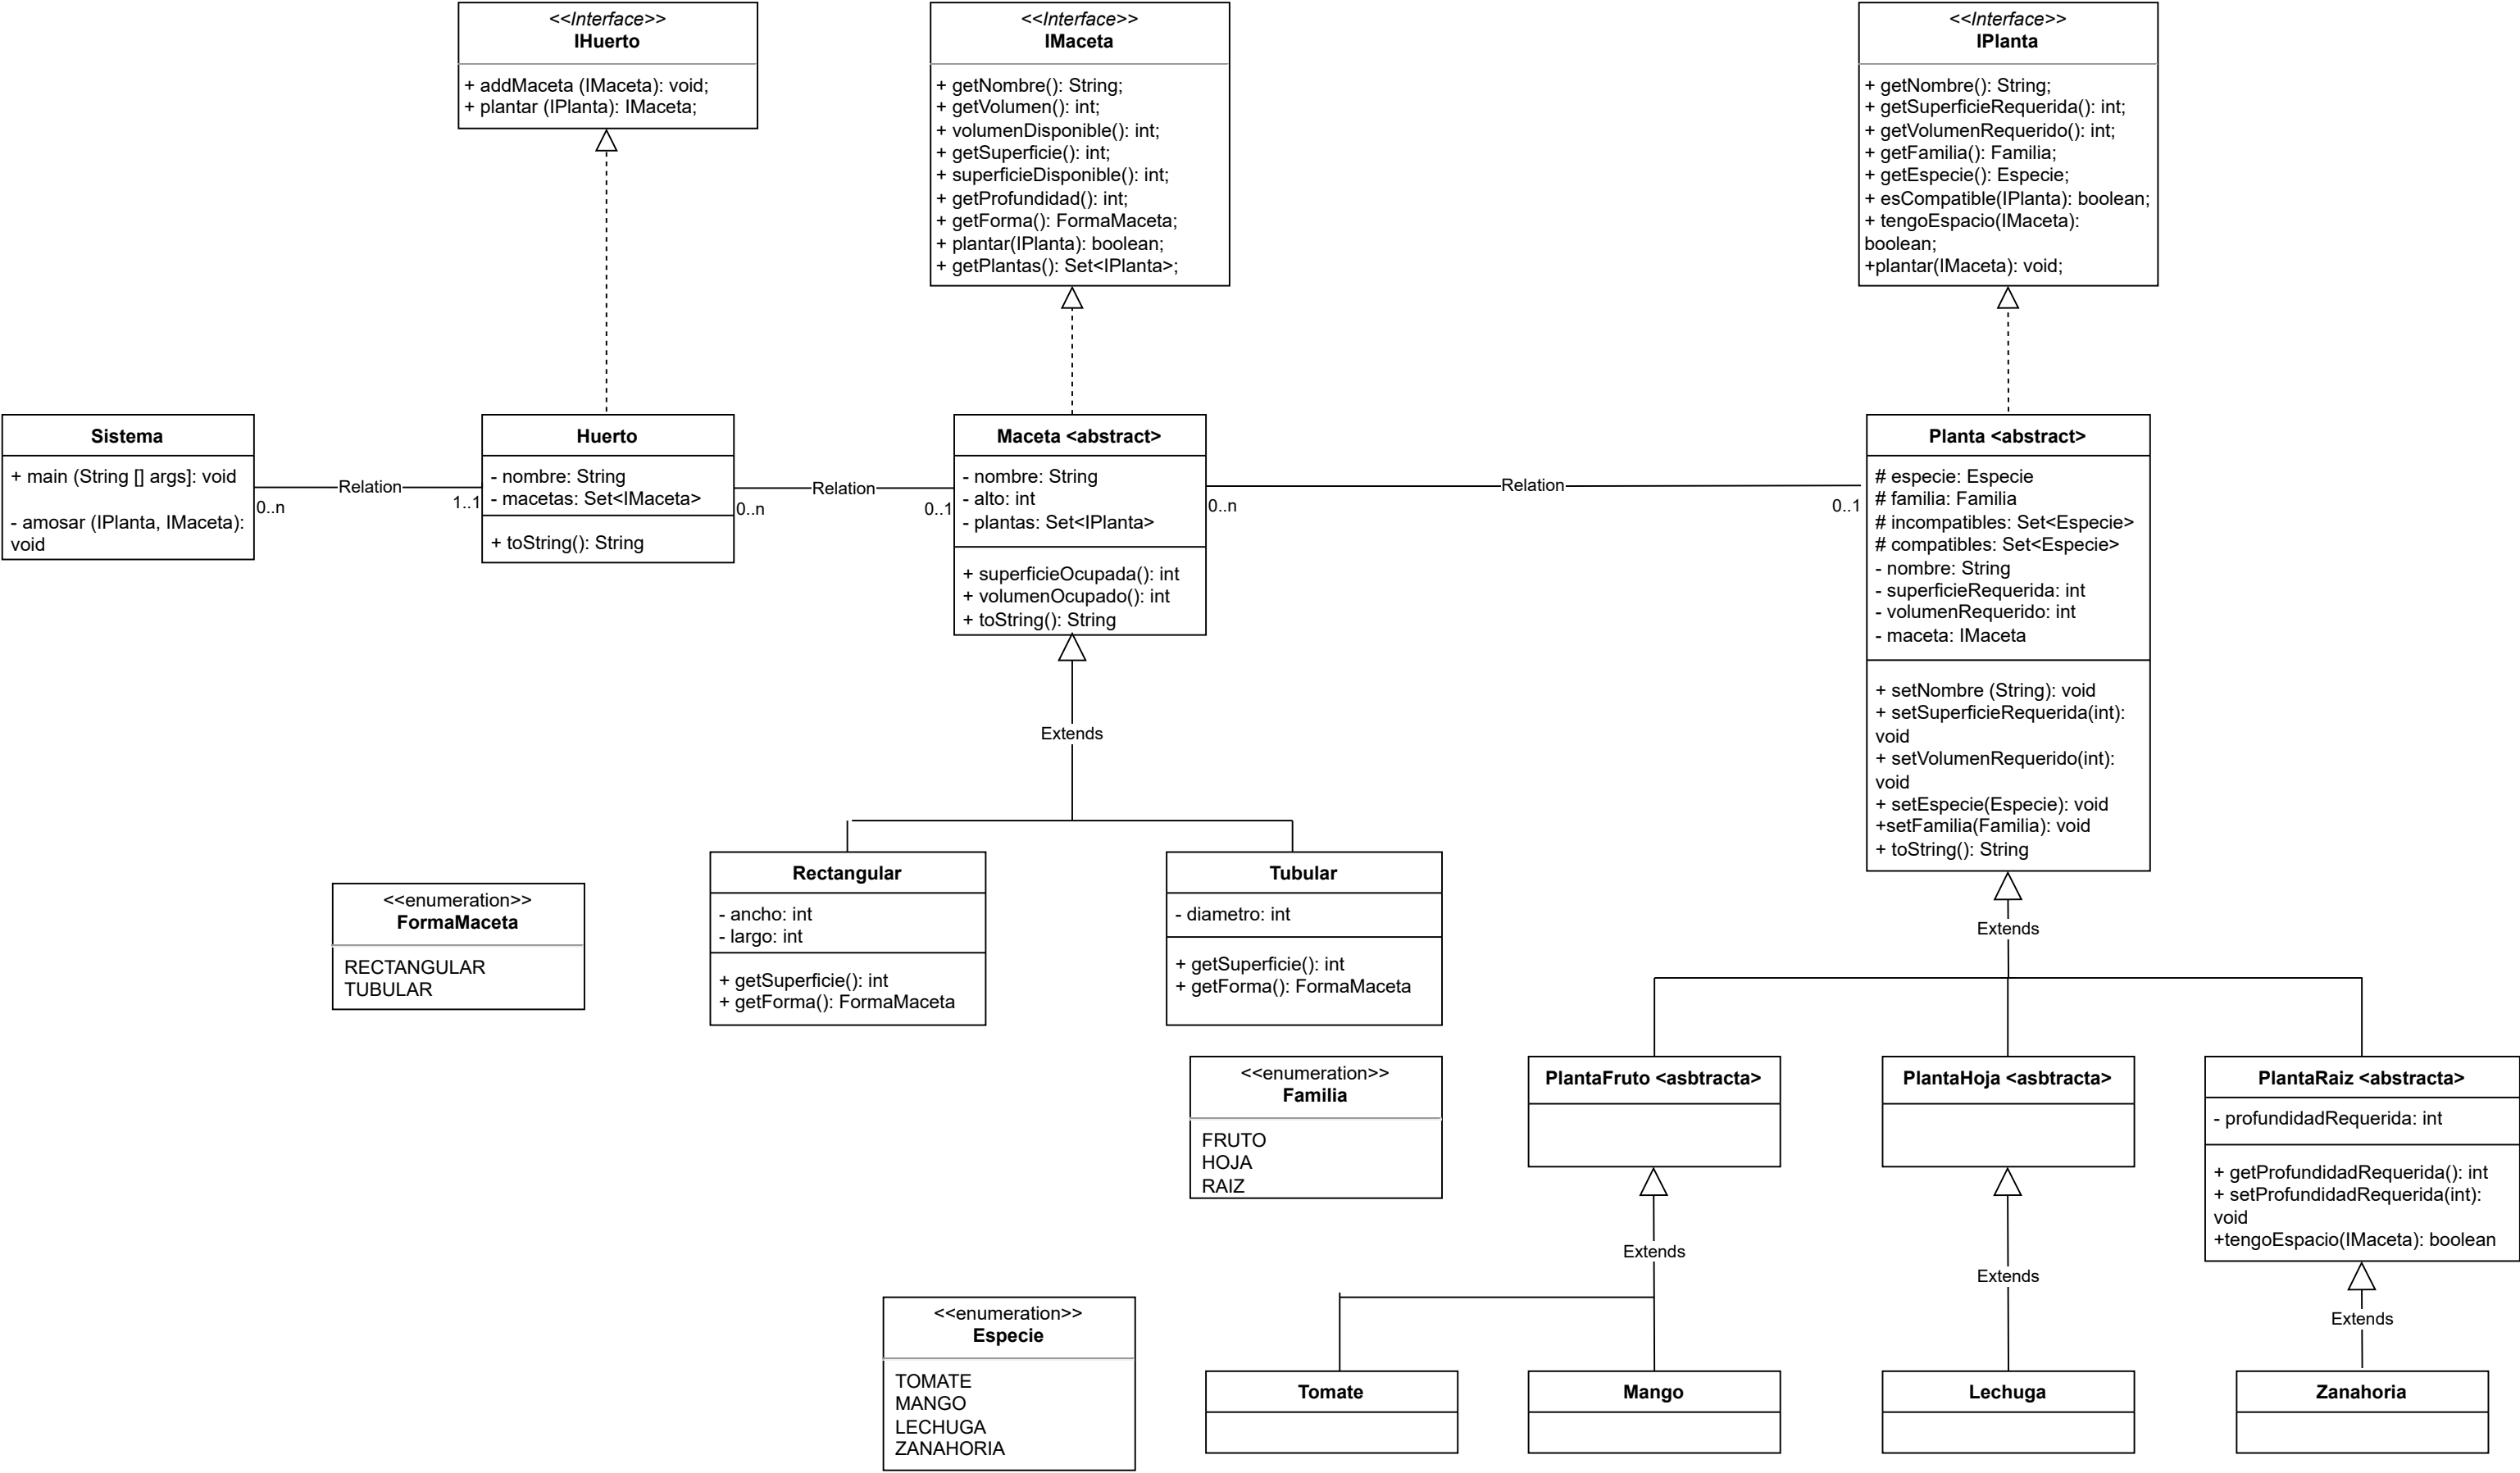 <<Interface>>
IHuerto
+ addMaceta (IMaceta): void;
+ plantar (IPlanta): IMaceta;
<<Interface>>
IMaceta
+ getNombre(): String;
+ getVolumen(): int;
+ volumenDisponible(): int;
+ getSuperficie(): int;
+ superficieDisponible(): int;
+ getProfundidad(): int;
+ getForma(): FormaMaceta;
+ plantar(IPlanta): boolean;
+ getPlantas(): Set<IPlanta>;
<<Interface>>
IPlanta
+ getNombre(): String;
+ getSuperficieRequerida(): int;
+ getVolumenRequerido(): int;
+ getFamilia(): Familia;
+ getEspecie(): Especie;
+ esCompatible(IPlanta): boolean;
+ tengoEspacio(IMaceta):
boolean;
+plantar(IMaceta): void;
Sistema
+ main (String [] args]: void
- amosar (IPlanta, IMaceta):
void
Relation
0..n
1..1
Huerto
- nombre: String
- macetas: Set<IMaceta>
+ toString(): String
Relation
0..n
0..1
Maceta <abstract>
- nombre: String
- alto: int
- plantas: Set<IPlanta>
+ superficieOcupada(): int
+ volumenOcupado(): int
+ toString(): String
Relation
0..n
0..1
Planta <abstract>
# especie: Especie
# familia: Familia
# incompatibles: Set<Especie>
# compatibles: Set<Especie>
- nombre: String
- superficieRequerida: int
- volumenRequerido: int
- maceta: IMaceta
+ setNombre (String): void
+ setSuperficieRequerida(int):
void
+ setVolumenRequerido(int):
void
+ setEspecie(Especie): void
+setFamilia(Familia): void
+ toString(): String
Extends
<<enumeration>>
FormaMaceta
RECTANGULAR
TUBULAR
Rectangular
- ancho: int
- largo: int
+ getSuperficie(): int
+ getForma(): FormaMaceta
Tubular
- diametro: int
+ getSuperficie(): int
+ getForma(): FormaMaceta
Extends
<<enumeration>>
Familia
FRUTO
HOJA
RAIZ
PlantaFruto <asbtracta>
PlantaHoja <asbtracta>
PlantaRaiz <abstracta>
- profundidadRequerida: int
+ getProfundidadRequerida(): int
+ setProfundidadRequerida(int):
void
+tengoEspacio(IMaceta): boolean
Extends
Extends
Extends
<<enumeration>>
Especie
TOMATE
MANGO
LECHUGA
ZANAHORIA
Tomate
Mango
Lechuga
Zanahoria